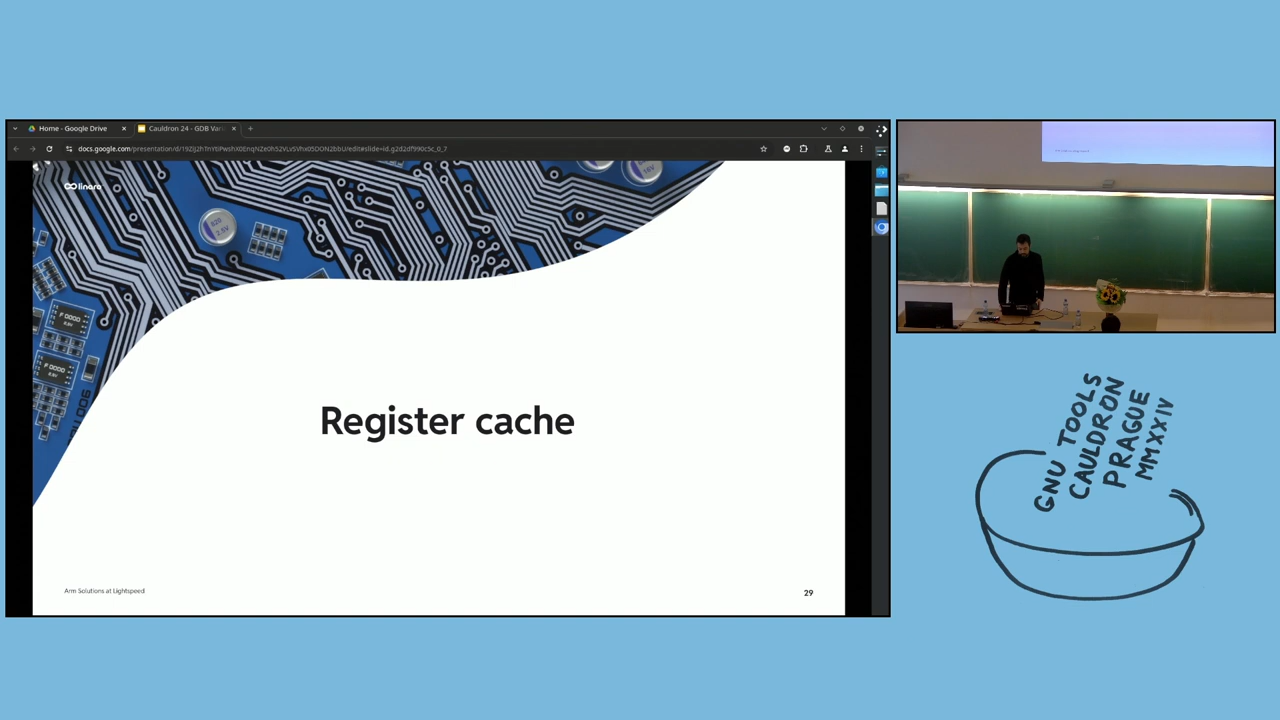 Home - Google Drive
Cauldron 24 - GDB Var
linaro
Register cache
Arm Solutions at Lightspeed
29
GNU TOOLS
CAULDRON
PRAGUE
MMXXIV